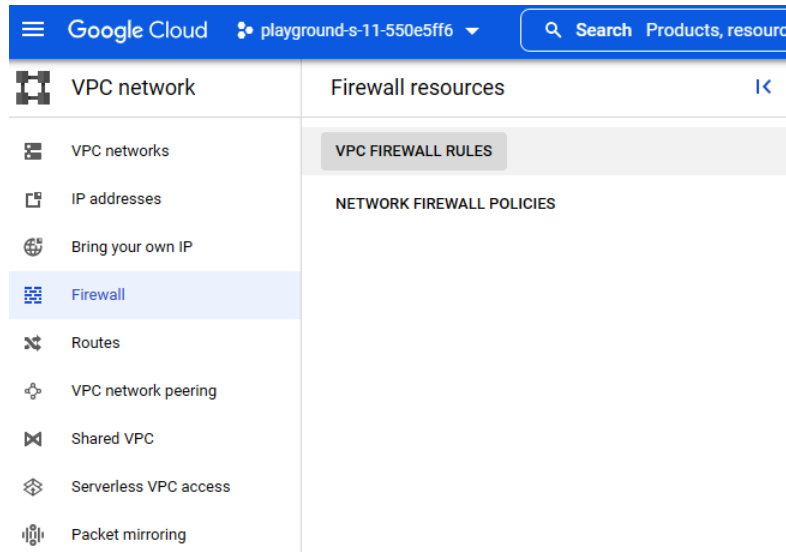 Google Cloud
playground-s-11-550e5ff6
Search Products, resourc
VPC network
Firewall resources
VPC networks
IP addresses
Bring your own IP
Firewall
Routes
VPC network peering
Shared VPC
Serverless VPC access
Packet mirroring
VPC FIREWALL RULES
NETWORK FIREWALL POLICIES